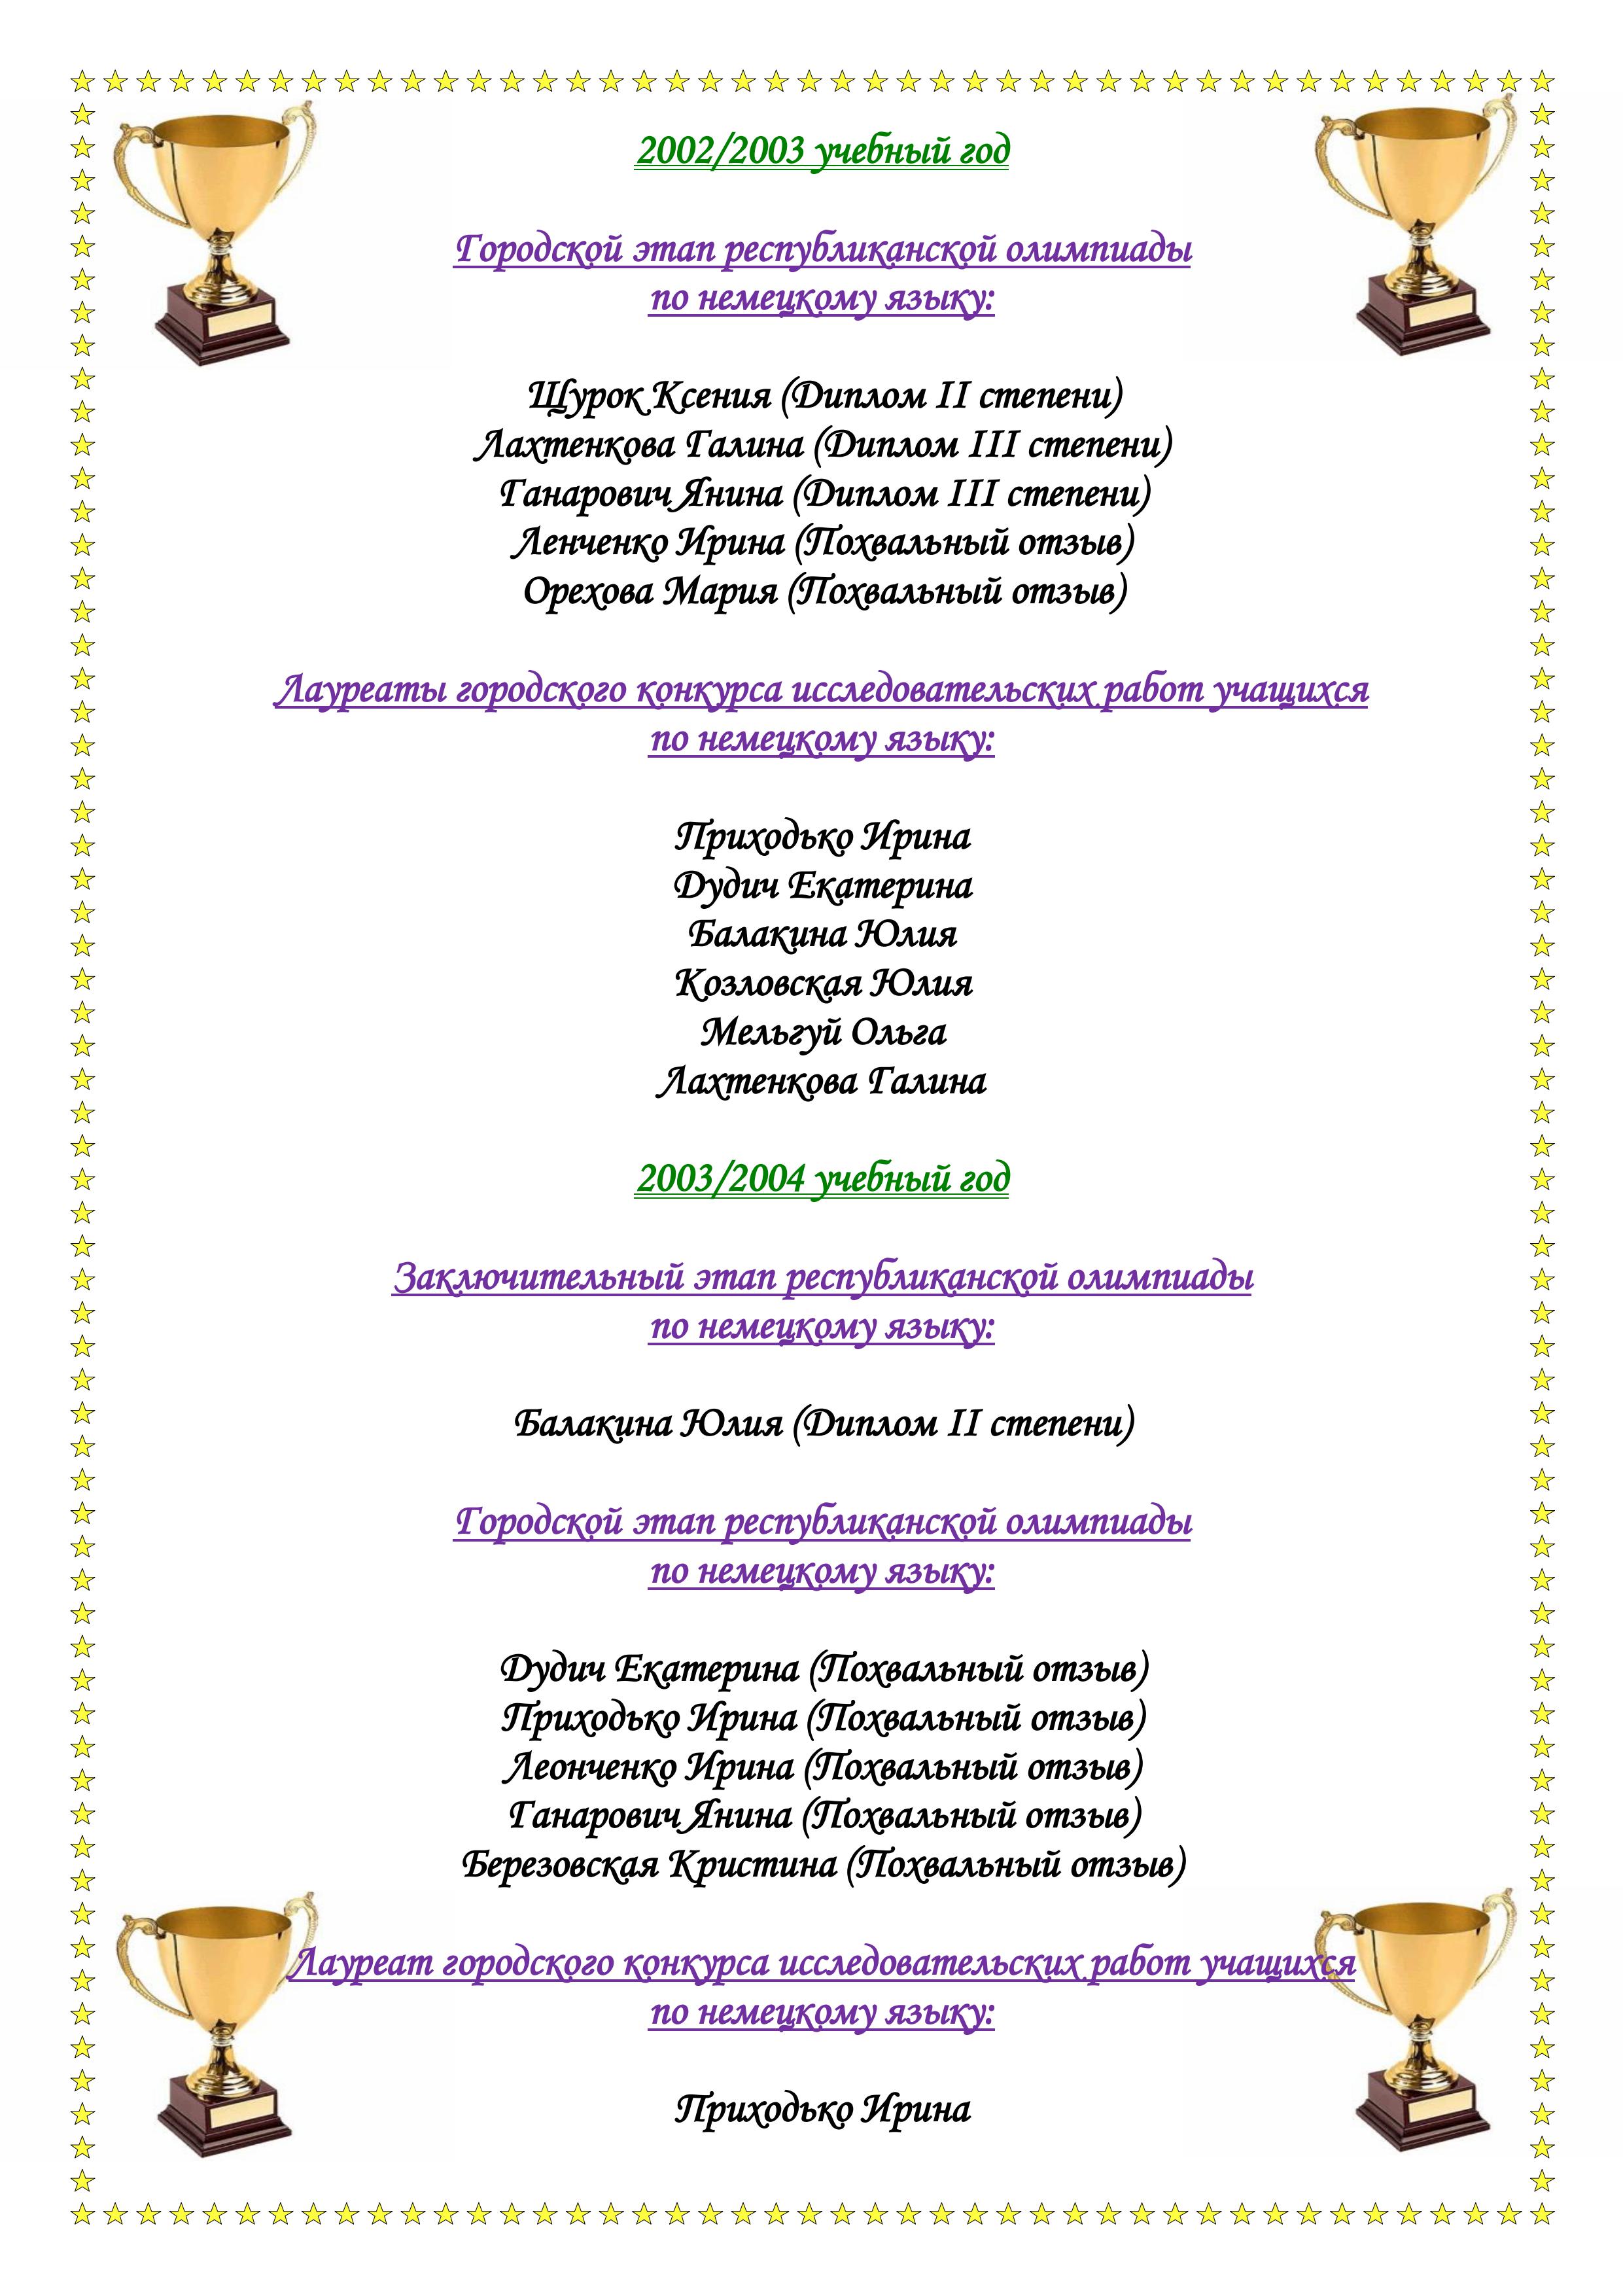 2002/2003 учебный год
Городской этап республиканской олимпиады
по немецкому языку:
Щурок Ксения (Диплом II степени)
Лахтенкова Галина (Диплом III степени)
Ганарович Янина (Диплом III степени)
Ленченко Ирина (Похвальный отзыв)
Орехова Мария (Похвальный отзыв)
Лауреаты городского конкурса исследовательских работ учащихся
по немецкому языку:
Приходько Ирина
Дудич Екатерина
Балакина Юлия
Козловская Юлия
Мельгуй Ольга
Лахтенкова Галина
2003/2004 учебный год
Заключительный этап республиканской олимпиады
по немецкому языку:
Балакина Юлия (Диплом II степени)
Городской этап республиканской олимпиады
по немецкому языку:
Дудич Екатерина (Похвальный отзыв)
Приходько Ирина (Похвальный отзыв)
Леонченко Ирина (Похвальный отзыв)
Ганарович Янина (Похвальный отзыв)
Березовская Кристина (Похвальный отзыв)
Лауреат городского конкурса исследовательских работ учащихся
по немецкому языку:
Приходько Ирина